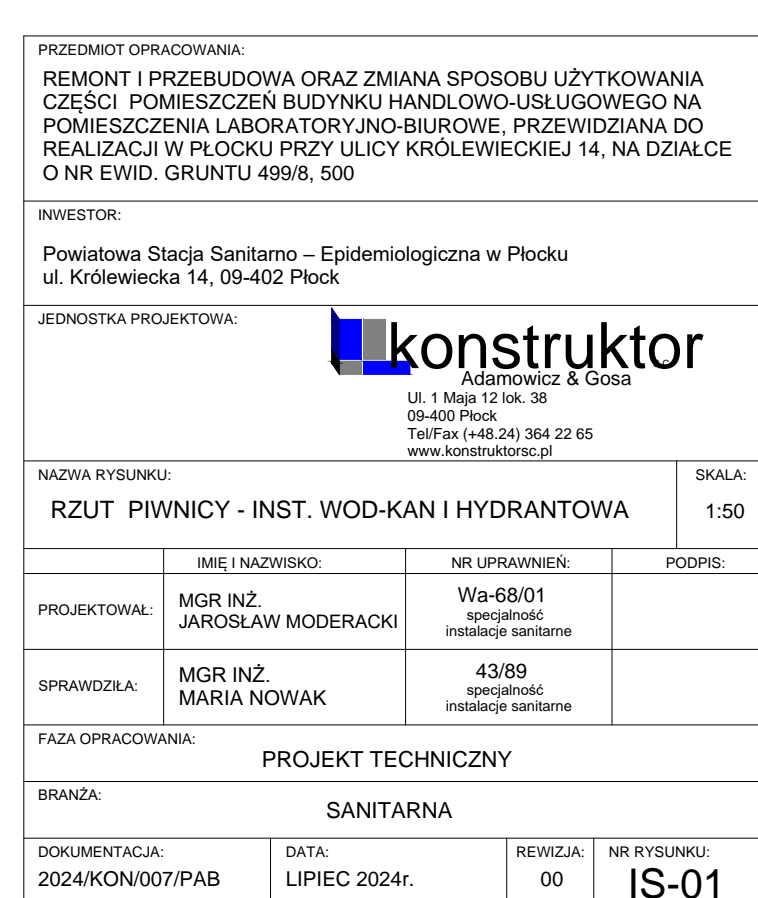 PRZEDMIOT OPRACOWANIA:
REMONT I PRZEBUDOWA ORAZ ZMIANA SPOSOBU UŻYTKOWANIA
CZĘŚCI POMIESZCZEŃ BUDYNKU HANDLOWO-USŁUGOWEGO NA
POMIESZCZENIA LABORATORYJNO-BIUROWE, PRZEWIDZIANA DO
REALIZACJI W PŁOCKU PRZY ULICY KRÓLEWIECKIEJ 14, NA DZIAŁCE
O NR EWID. GRUNTU 499/8, 500
INWESTOR:
Powiatowa Stacja Sanitarno – Epidemiologiczna w Płocku
ul. Królewiecka 14, 09-402 Płock
JEDNOSTKA PROJEKTOWA:
konstruktor
Adamowicz & Gosa
Ul. 1 Maja 12 lok. 38
09-400 Płock
Tel/Fax (+48.24) 364 22 65
www.konstruktorsc.pl
NAZWA RYSUNKU: SKALA:
RZUT PIWNICY - INST. WOD-KAN I HYDRANTOWA 1:50
IMIĘ I NAZWISKO: NR UPRAWNIEŃ: PODPIS:
PROJEKTOWAŁ: MGR INŻ. JAROSŁAW MODERACKI Wa-68/01
specjalność
instalacje sanitarne
SPRAWDZIŁA: MGR INŻ. MARIA NOWAK 43/89
specjalność
instalacje sanitarne
FAZA OPRACOWANIA:
PROJEKT TECHNICZNY
BRANŻA:
SANITARNA
DOKUMENTACJA: DATA: REWIZJA: NR RYSUNKU:
2024/KON/007/PAB LIPIEC 2024r. 00 IS-01